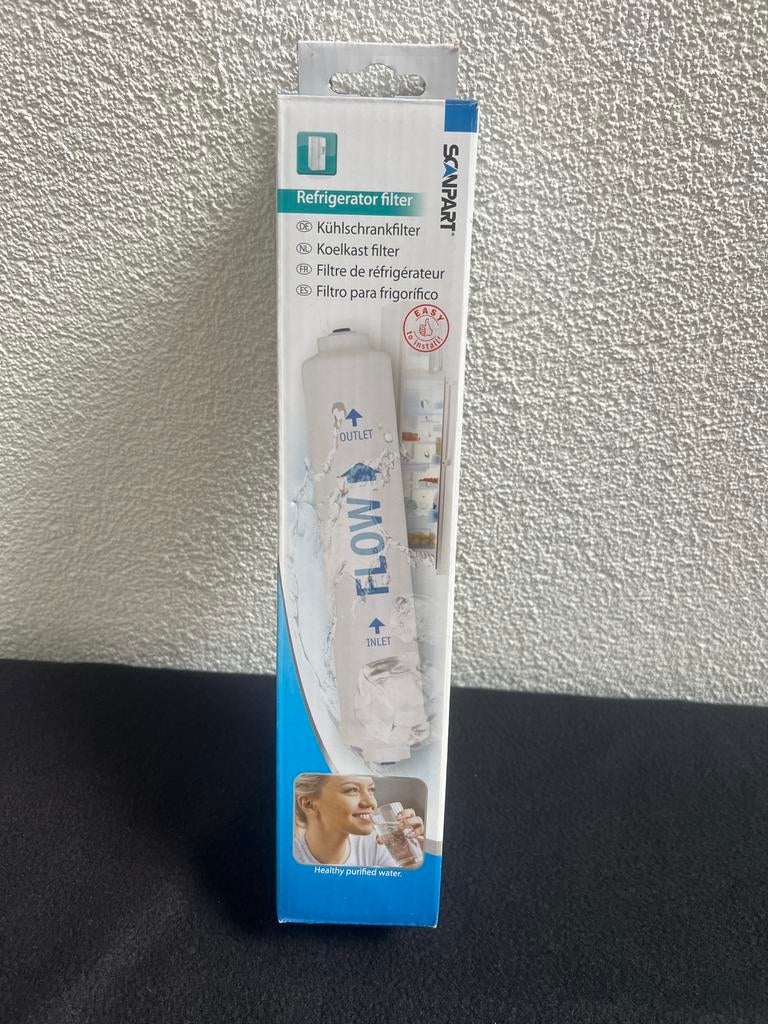 SCANPART
Refrigerator filter
DE Kühlschrankfilter
NL Koelkast filter
FR Filtre de réfrigérateur
ES Filtro para frigorífico
EASY
to install!
OUTLET
FLOW
INLET
Healthy purified water.